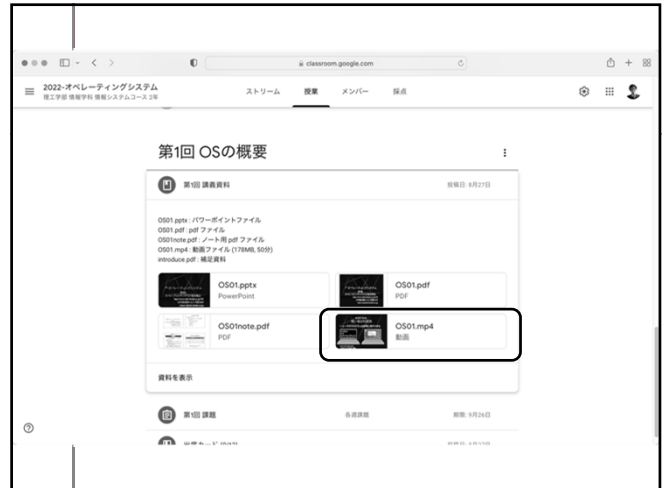 classroom.google.com
2022-オペレーティングシステム
理工学部 情報学科 情報システムコース 2年
ストリーム 授業 メンバー 採点
第1回 OSの概要
第1回 講義資料 投稿日: 8月27日
OS01.pptx : パワーポイントファイル
OS01.pdf : pdf ファイル
OS01note.pdf : ノート用 pdf ファイル
OS01.mp4 : 動画ファイル (178MB, 50分)
introduce.pdf : 補足資料
OS01.pptx
PowerPoint
OS01.pdf
PDF
OS01note.pdf
PDF
OS01.mp4
動画
資料を表示
第1回 課題 各週課題 期限: 9月26日